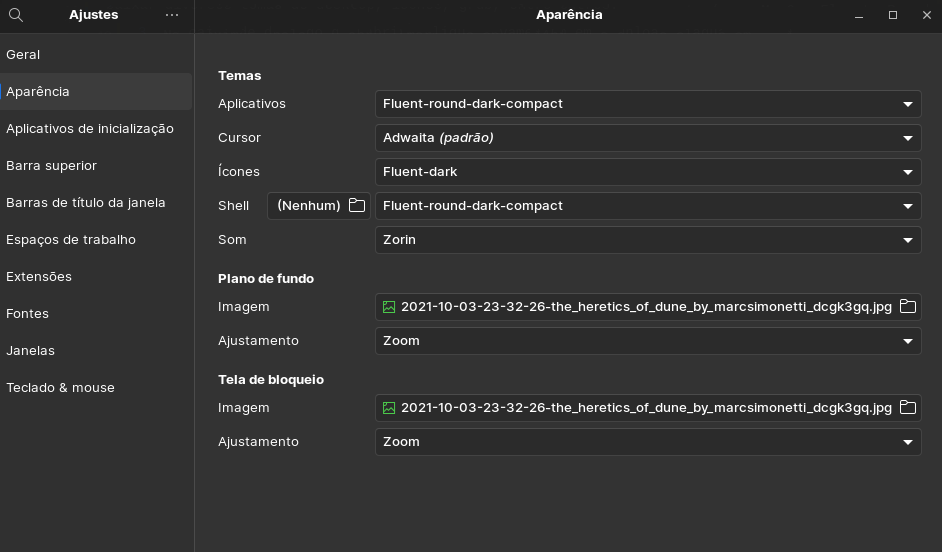 Ajustes
Aparência
Geral
Aparência
Aplicativos de inicialização
Barra superior
Barras de título da janela
Espaços de trabalho
Extensões
Fontes
Janelas
Teclado & mouse
Temas
Aplicativos Fluent-round-dark-compact
Cursor Adwaita (padrão)
Ícones Fluent-dark
Shell (Nenhum) Fluent-round-dark-compact
Som Zorin
Plano de fundo
Imagem 2021-10-03-23-32-26-the_heretics_of_dune_by_marcsimonetti_dcgk3gq.jpg
Ajustamento Zoom
Tela de bloqueio
Imagem 2021-10-03-23-32-26-the_heretics_of_dune_by_marcsimonetti_dcgk3gq.jpg
Ajustamento Zoom